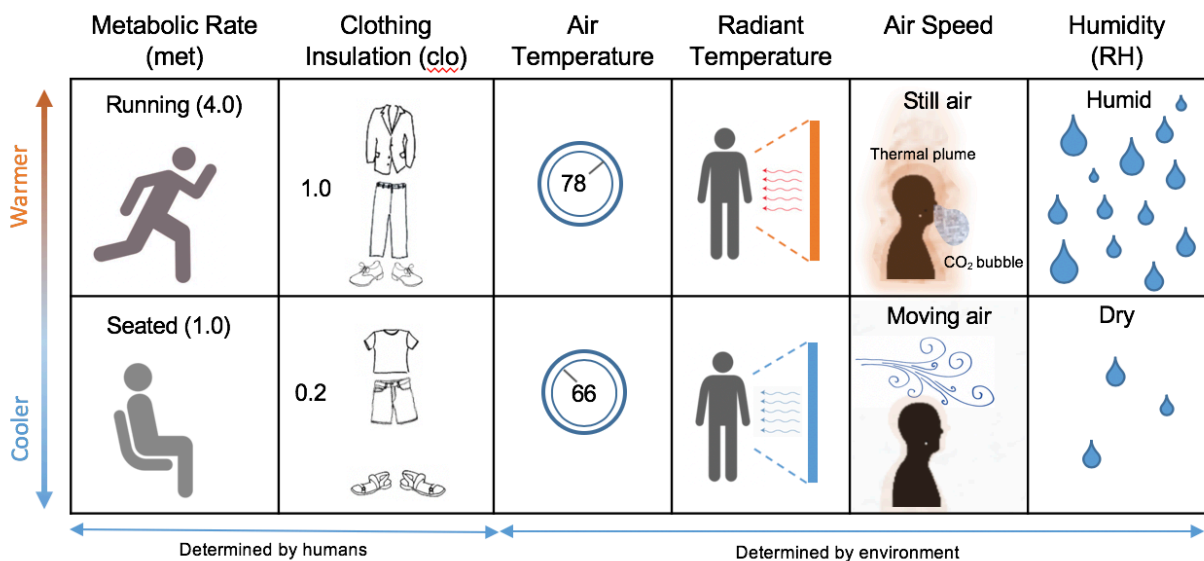 Metabolic Rate
(met)
Clothing
Insulation (clo)
Air
Temperature
Radiant
Temperature
Air Speed
Humidity
(RH)
Warmer
Running (4.0)
1.0
78
Still air
Thermal plume
CO₂ bubble
Humid
Cooler
Seated (1.0)
0.2
66
Moving air
Dry
Determined by humans
Determined by environment